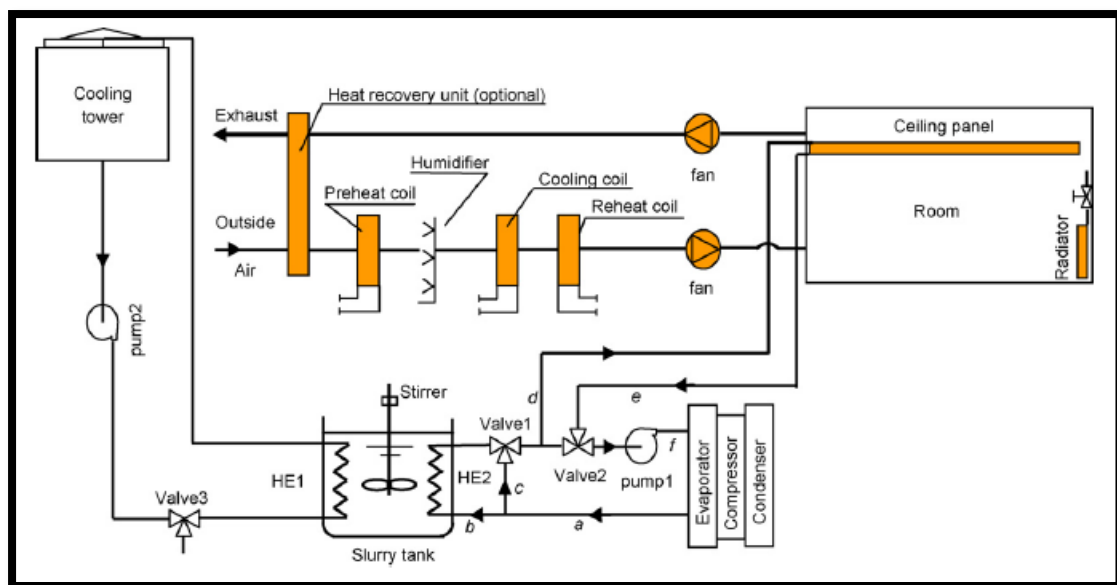 Cooling
tower
Heat recovery unit (optional)
Exhaust
Ceiling panel
Humidifier
fan
Cooling coil
Preheat coil
Reheat coil
Outside
Room
Air
fan
Radiator
pump2
Stirrer
d
e
Valve1
f
HE1
HE2
Valve2
pump1
c
Valve3
b
a
Evaporator
Compressor
Condenser
Slurry tank